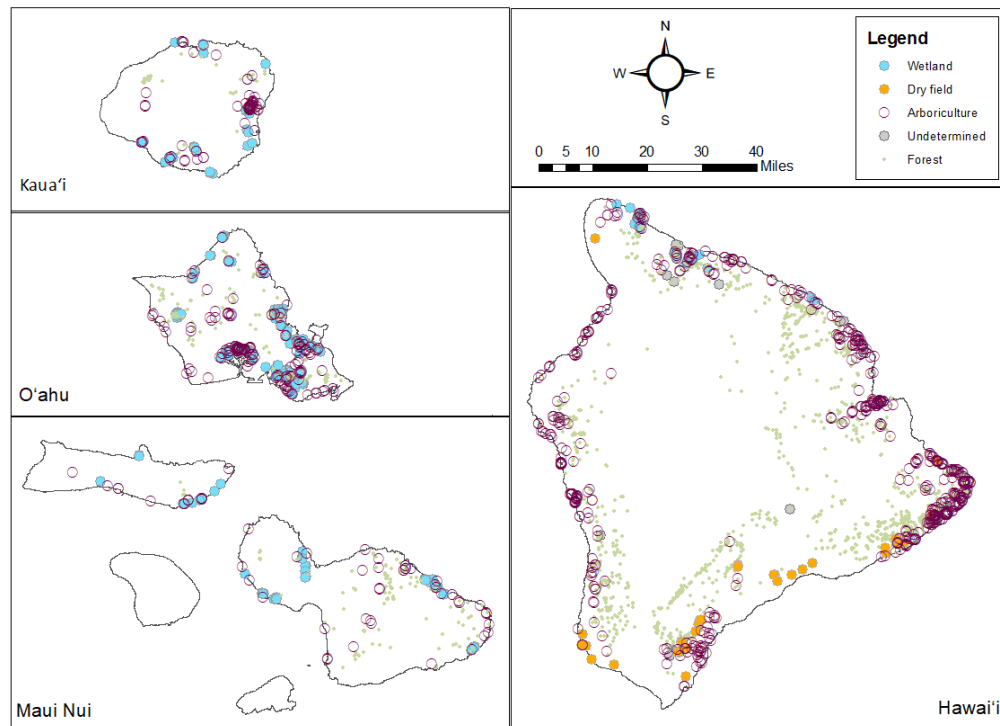 Kauaʻi
Oʻahu
Maui Nui
N
W E
S
0 5 10 20 30 40
Miles
Legend
Wetland
Dry field
Arboriculture
Undetermined
Forest
Hawaiʻi